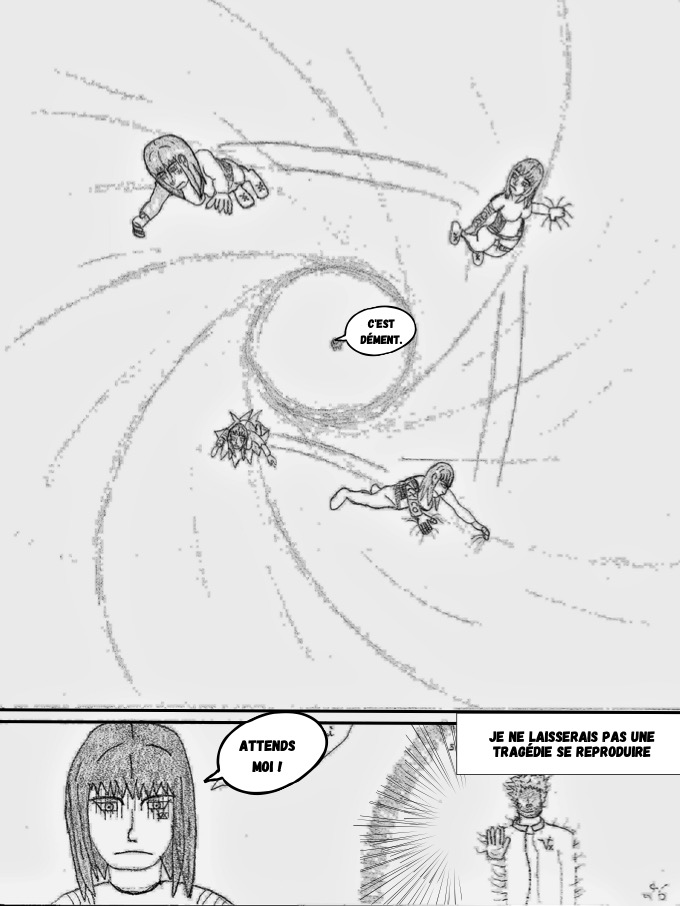 C'EST
DÉMENT.
ATTENDS
MOI !
JE NE LAISSERAIS PAS UNE
TRAGÉDIE SE REPRODUIRE